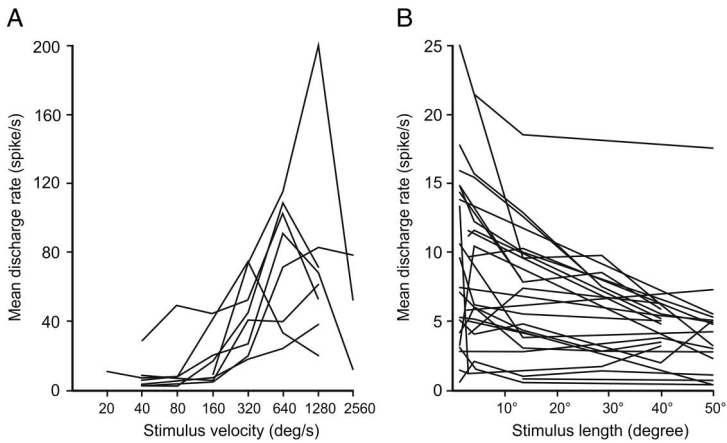 A
Mean discharge rate (spike/s)
200
160
120
80
40
0
20 40 80 160 320 640 1280 2560
Stimulus velocity (deg/s)
B
Mean discharge rate (spike/s)
25
20
15
10
5
0
10° 20° 30° 40° 50°
Stimulus length (degree)